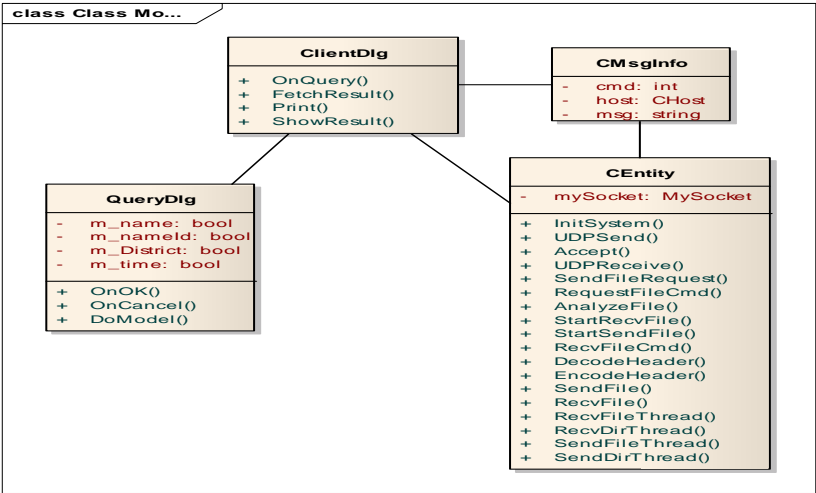 class Class Mo...
ClientDlg
+ OnQuery()
+ FetchResult()
+ Print()
+ ShowResult()
CMsgInfo
- cmd: int
- host: CHost
- msg: string
QueryDlg
- m_name: bool
- m_nameId: bool
- m_District: bool
- m_time: bool
+ OnOK()
+ OnCancel()
+ DoModel()
CEntity
- mySocket: MySocket
+ InitSystem()
+ UDPSend()
+ Accept()
+ UDPReceive()
+ SendFileRequest()
+ RequestFileCmd()
+ AnalyzeFile()
+ StartRecvFile()
+ StartSendFile()
+ RecvFileCmd()
+ DecodeHeader()
+ EncodeHeader()
+ SendFile()
+ RecvFile()
+ RecvFileThread()
+ RecvDirThread()
+ SendFileThread()
+ SendDirThread()